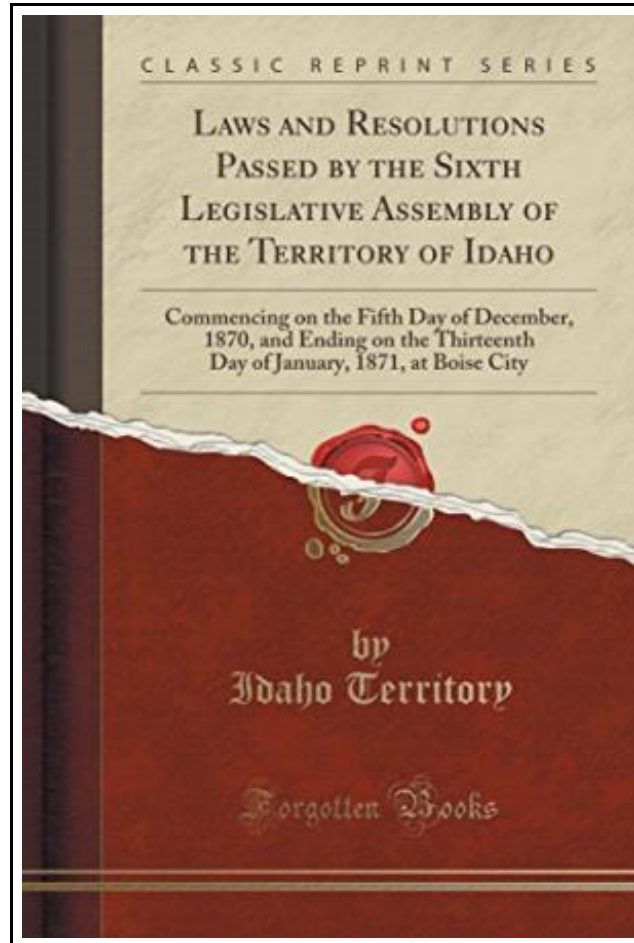 CLASSIC REPRINT SERIES
LAWS AND RESOLUTIONS
PASSED BY THE SIXTH
LEGISLATIVE ASSEMBLY OF
THE TERRITORY OF IDAHO
Commencing on the Fifth Day of December,
1870, and Ending on the Thirteenth
Day of January, 1871, at Boise City
by
Idaho Territory
Forgotten Books